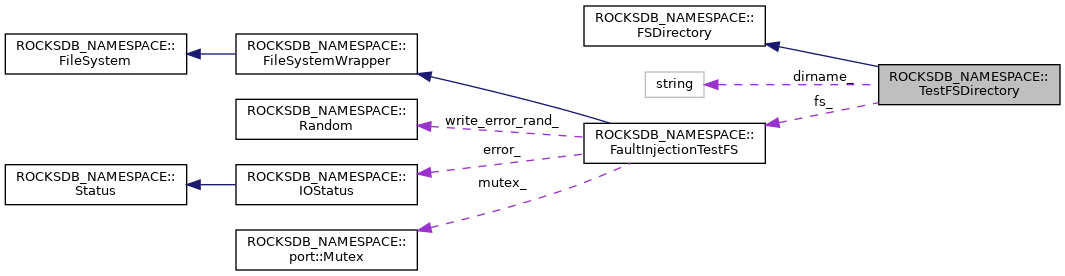 ROCKSDB_NAMESPACE::
FileSystem
ROCKSDB_NAMESPACE::
FileSystemWrapper
ROCKSDB_NAMESPACE::
FSDirectory
ROCKSDB_NAMESPACE::
TestFSDirectory
dirname_
string
fs_
ROCKSDB_NAMESPACE::
Random
write_error_rand_
ROCKSDB_NAMESPACE::
FaultInjectionTestFS
error_
ROCKSDB_NAMESPACE::
Status
ROCKSDB_NAMESPACE::
IOStatus
mutex_
ROCKSDB_NAMESPACE::
port::Mutex